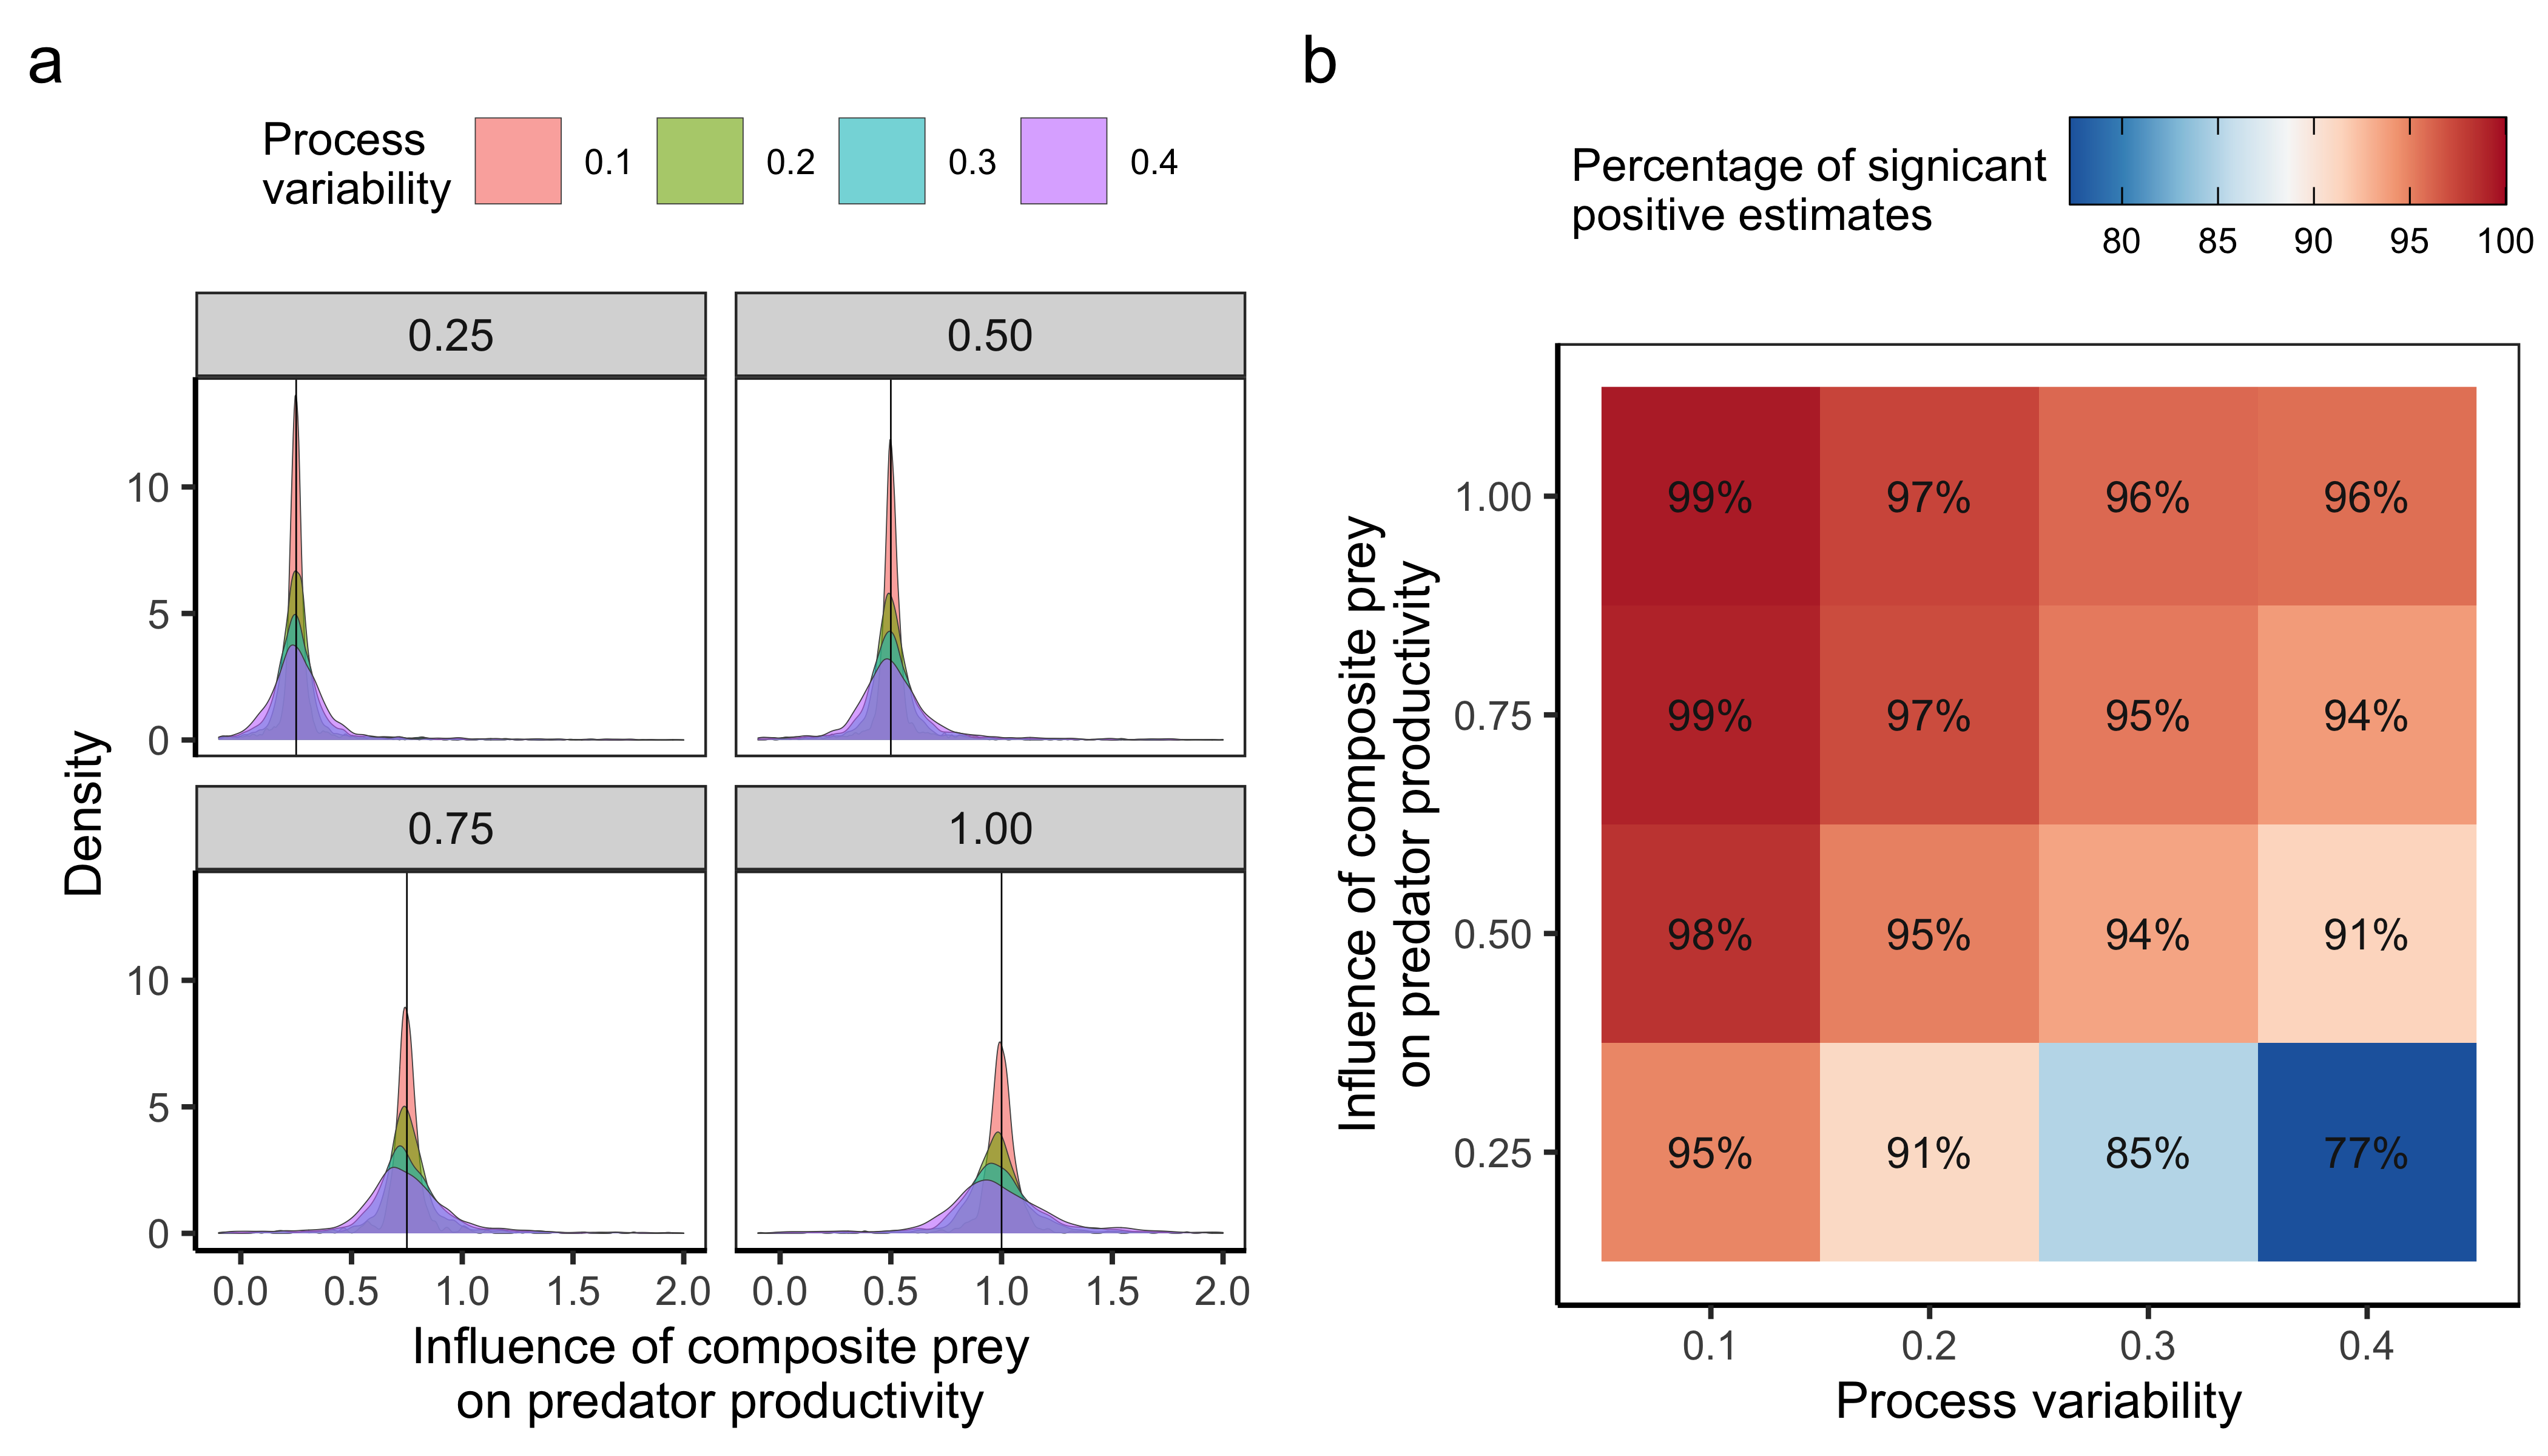 a
Process
variability
0.1
0.2
0.3
0.4
0.25
0.50
10
5
0
0.75
1.00
10
5
0
Density
0.0 0.5 1.0 1.5 2.0
0.0 0.5 1.0 1.5 2.0
Influence of composite prey
on predator productivity
b
Percentage of signicant
positive estimates
80 85 90 95 100
Influence of composite prey
on predator productivity
1.00
99% 97% 96% 96%
0.75
99% 97% 95% 94%
0.50
98% 95% 94% 91%
0.25
95% 91% 85% 77%
0.1 0.2 0.3 0.4
Process variability